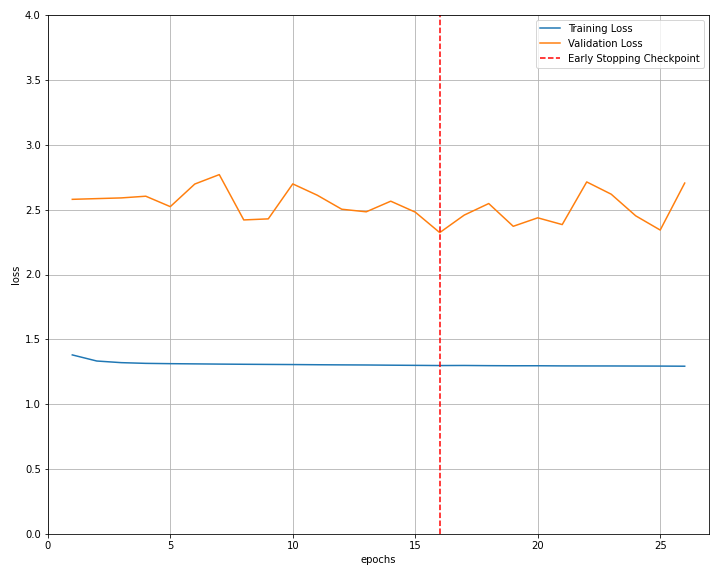 Training Loss
Validation Loss
Early Stopping Checkpoint
4.0
3.5
3.0
2.5
2.0
1.5
1.0
0.5
0.0
loss
0 5 10 15 20 25
epochs